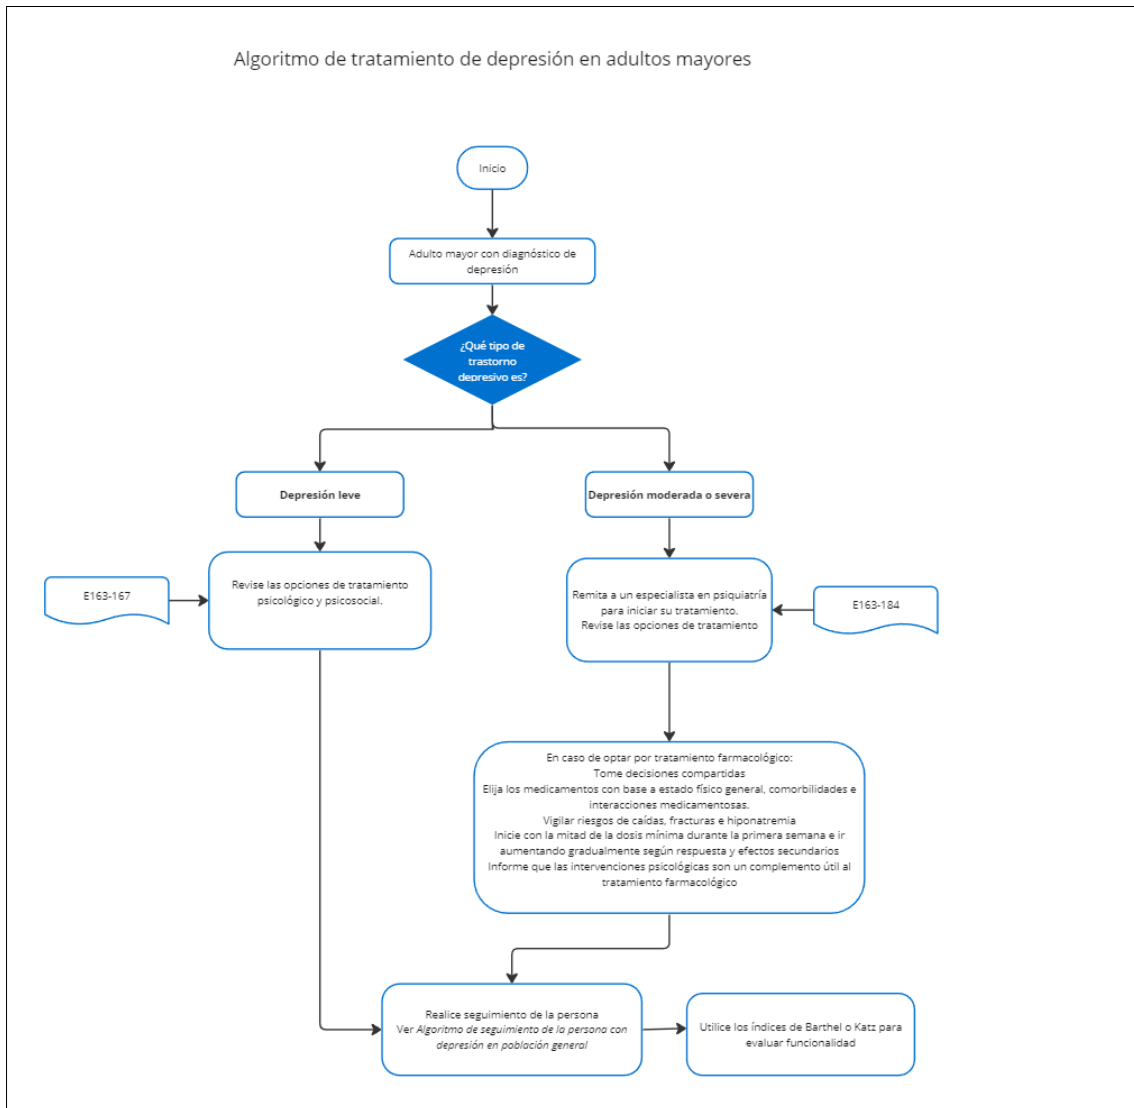 Algoritmo de tratamiento de depresión en adultos mayores
Inicio
Adulto mayor con diagnóstico de
depresión
¿Qué tipo de
trastorno
depresivo es?
Depresión leve
Depresión moderada o severa
E163-167
Revise las opciones de tratamiento
psicológico y psicosocial.
Remita a un especialista en psiquiatría
para iniciar su tratamiento.
Revise las opciones de tratamiento
E163-184
En caso de optar por tratamiento farmacológico:
Tome decisiones compartidas
Elija los medicamentos con base a estado físico general, comorbilidades e
interacciones medicamentosas.
Vigilar riesgos de caídas, fracturas e hiponatremia
Inicie con la mitad de la dosis mínima durante la primera semana e ir
aumentando gradualmente según respuesta y efectos secundarios
Informe que las intervenciones psicológicas son un complemento útil al
tratamiento farmacológico
Realice seguimiento de la persona
Ver Algoritmo de seguimiento de la persona con
depresión en población general
Utilice los índices de Barthel o Katz para
evaluar funcionalidad